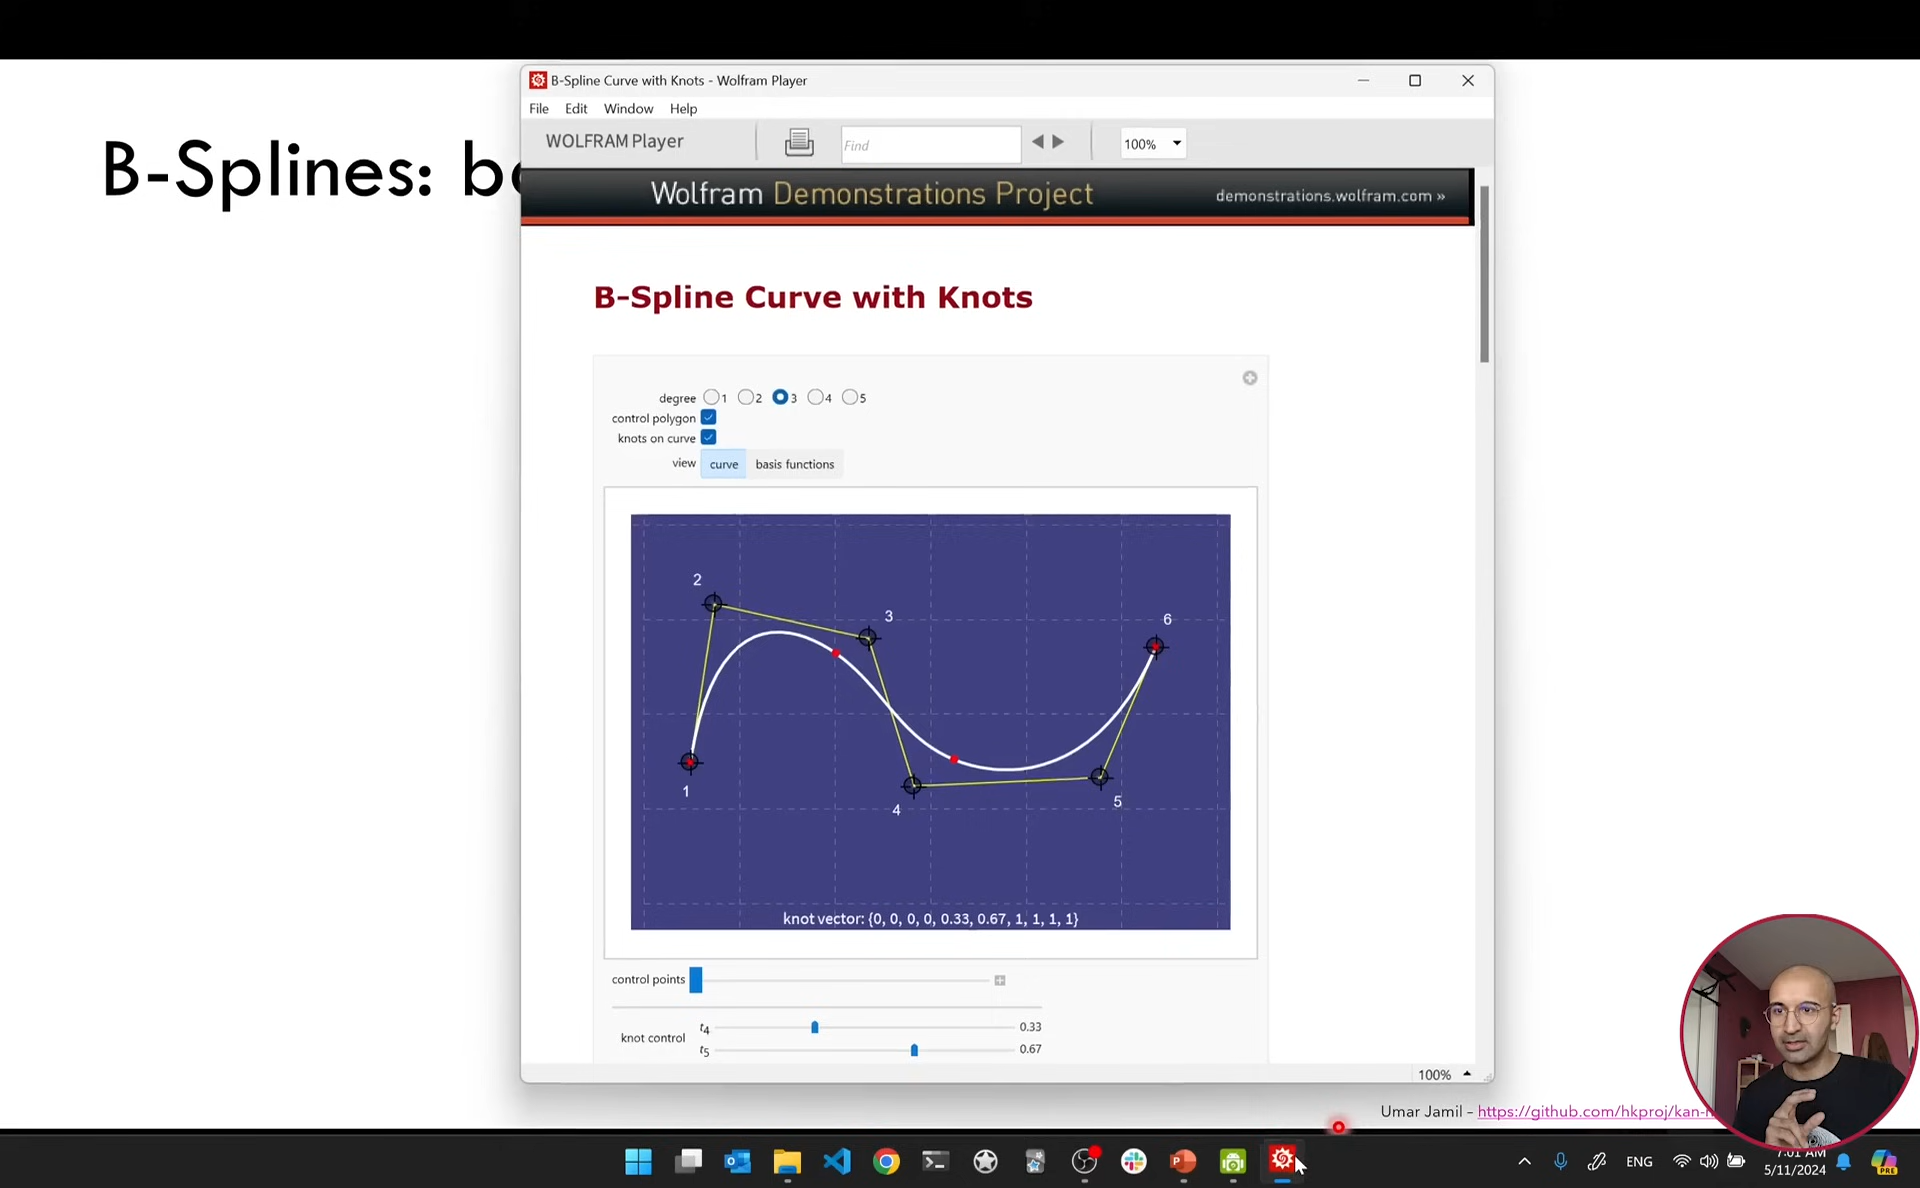 B-Spline Curve with Knots - Wolfram Player
File Edit Window Help
WOLFRAM Player
Find
100%
B-Splines:
Wolfram Demonstrations Project
demonstrations.wolfram.com »
B-Spline Curve with Knots
degree 1 2 3 4 5
control polygon
knots on curve
view curve basis functions
2
3
6
1
4
5
knot vector: {0, 0, 0, 0, 0.33, 0.67, 1, 1, 1, 1}
control points
knot control
t4 0.33
t5 0.67
100%
Umar Jamil – https://github.com/hkproj/kan-
ENG
7:01 AM
5/11/2024
PRE